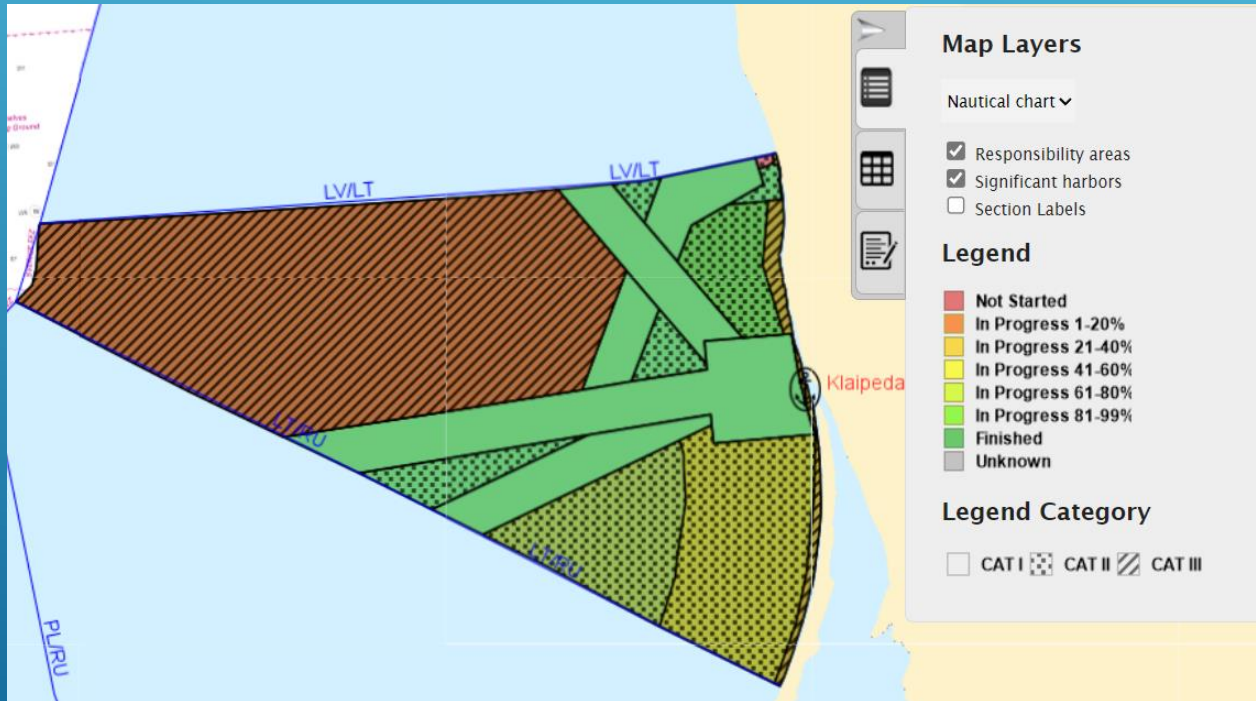 LV/LT
LV/LT
Klaipeda
LT/RU
LT/RU
PL/RU
Map Layers
Nautical chart
Responsibility areas
Significant harbors
Section Labels
Legend
Not Started
In Progress 1-20%
In Progress 21-40%
In Progress 41-60%
In Progress 61-80%
In Progress 81-99%
Finished
Unknown
Legend Category
CAT I CAT II CAT III